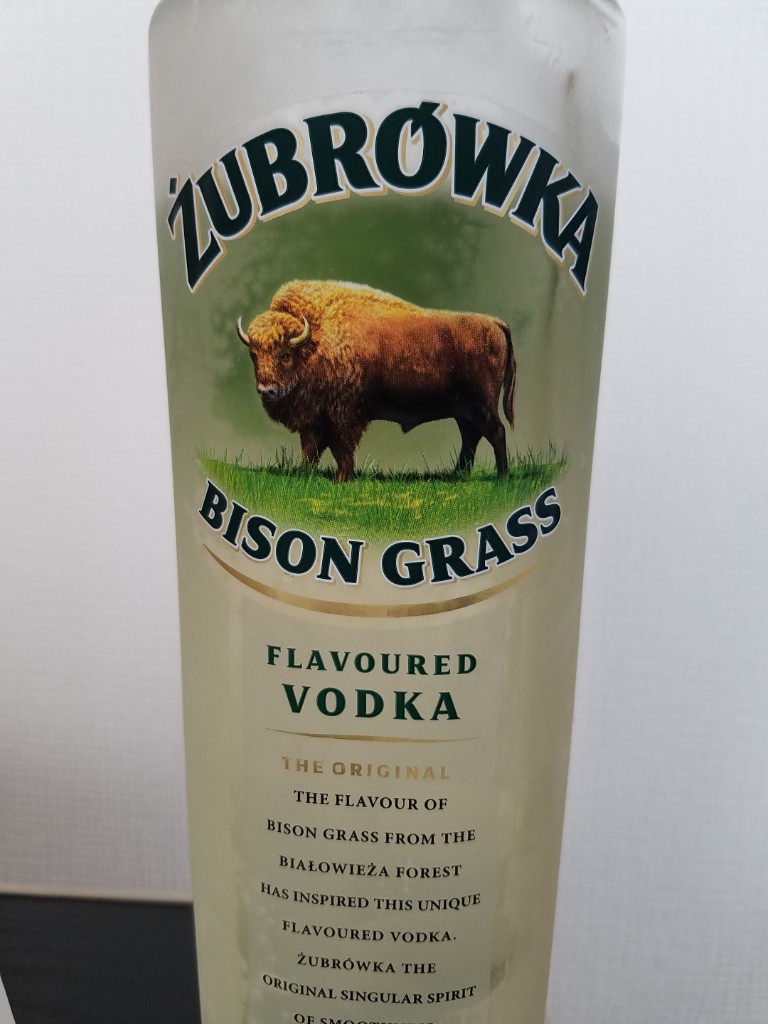 ŻUBRÓWKA
BISON GRASS
FLAVOURED
VODKA
THE ORIGINAL
THE FLAVOUR OF
BISON GRASS FROM THE
BIAŁOWIEŻA FOREST
HAS INSPIRED THIS UNIQUE
FLAVOURED VODKA.
ŻUBRÓWKA THE
ORIGINAL SINGULAR SPIRIT
OF